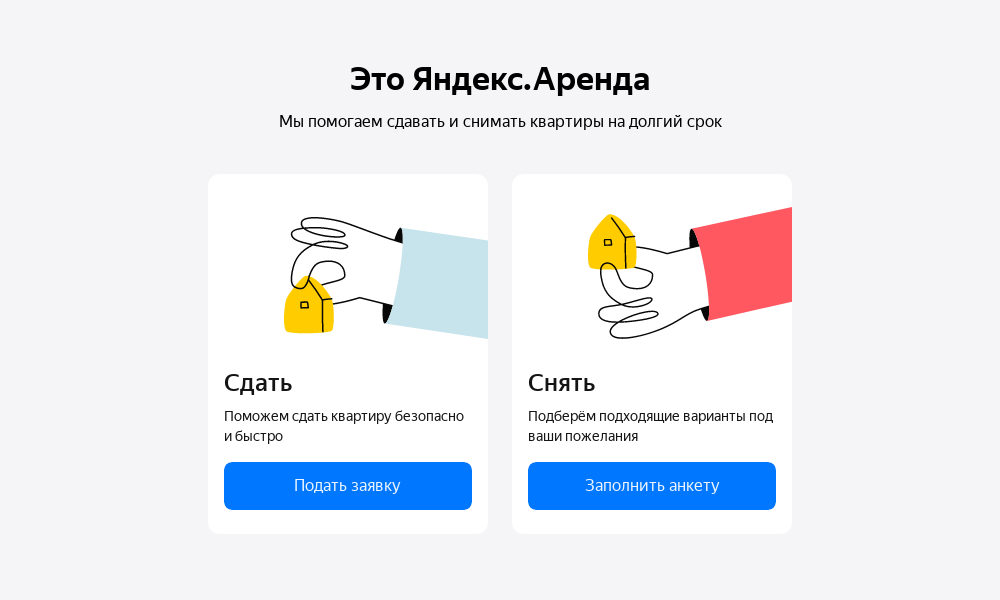 Это Яндекс.Аренда
Мы помогаем сдавать и снимать квартиры на долгий срок
Сдать
Поможем сдать квартиру безопасно
и быстро
Подать заявку
Снять
Подберём подходящие варианты под
ваши пожелания
Заполнить анкету